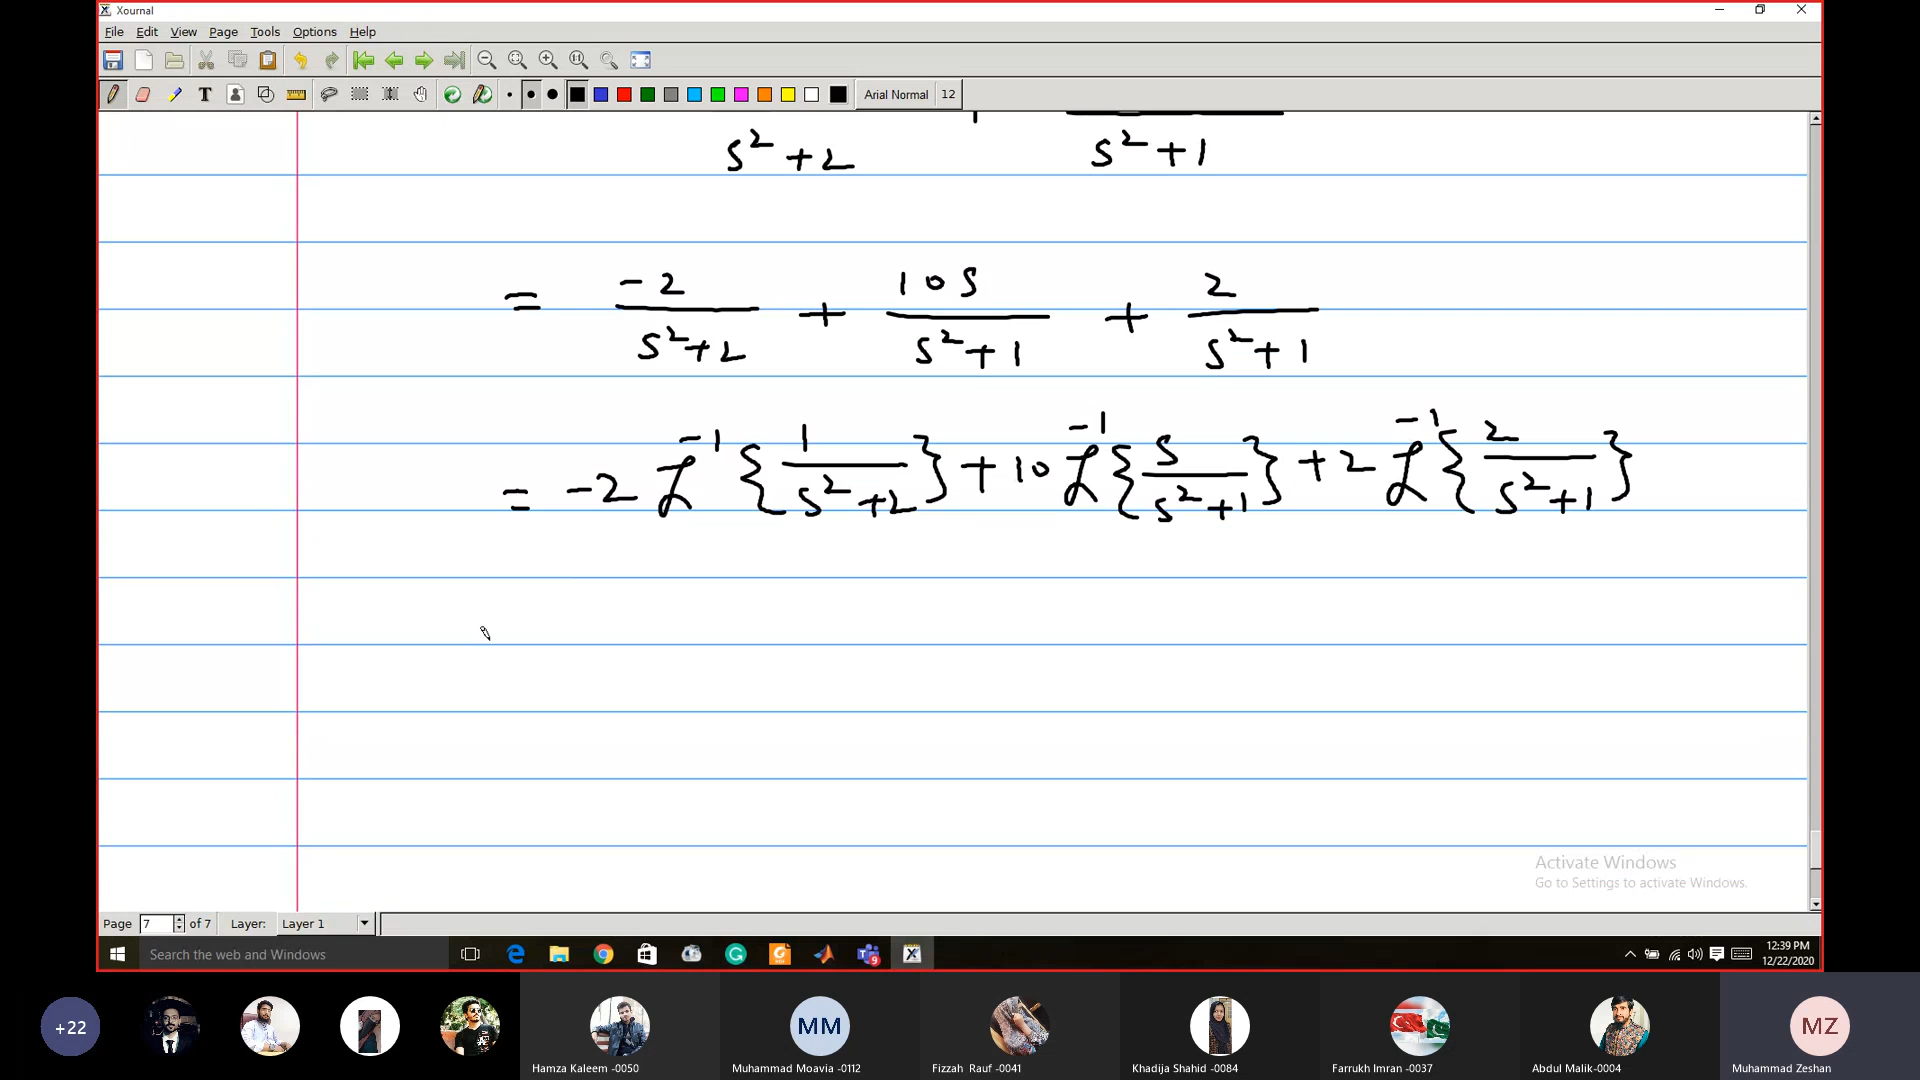 Xournal
File Edit View Page Tools Options Help
Arial Normal 12
s²+2 s²+1
= -2/(s²+2) + 10s/(s²+1) + 2/(s²+1)
= -2 ℒ⁻¹{1/(s²+2)} + 10 ℒ⁻¹{s/(s²+1)} + 2 ℒ⁻¹{2/(s²+1)}
Activate Windows
Go to Settings to activate Windows.
Page 7 of 7 Layer: Layer 1
Search the web and Windows
9
12:39 PM
12/22/2020
+22
MM
MZ
Hamza Kaleem -0050 Muhammad Moavia -0112 Fizzah Rauf -0041 Khadija Shahid -0084 Farrukh Imran -0037 Abdul Malik-0004 Muhammad Zeshan